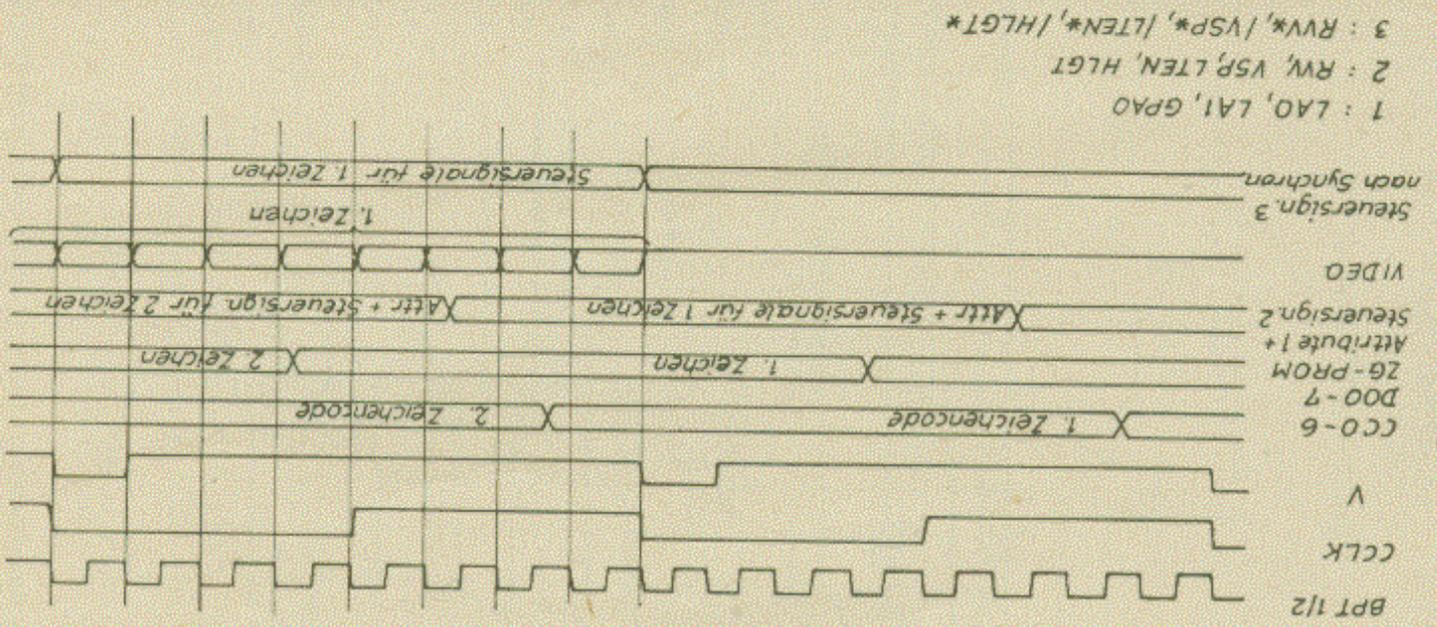 BPT 1/2
CCLK
V
CC0-6 1. Zeichencode 2. Zeichencode
D00-7
ZG-PROM 1. Zeichen 2 Zeichen
Attribute 1+
Steuersign. 2 Attr + Steuersignale für 1 Zeichen Attr + Steuersign. für 2 Zeichen
VIDEO
1. Zeichen
Steuersign. 3
nach Synchron. Steuersignale für 1. Zeichen
1 : LA0, LA1, GPA0
2 : RVV, VSP, LTEN, HLGT
3 : RVV*, /VSP*, /LTEN*, /HLGT*